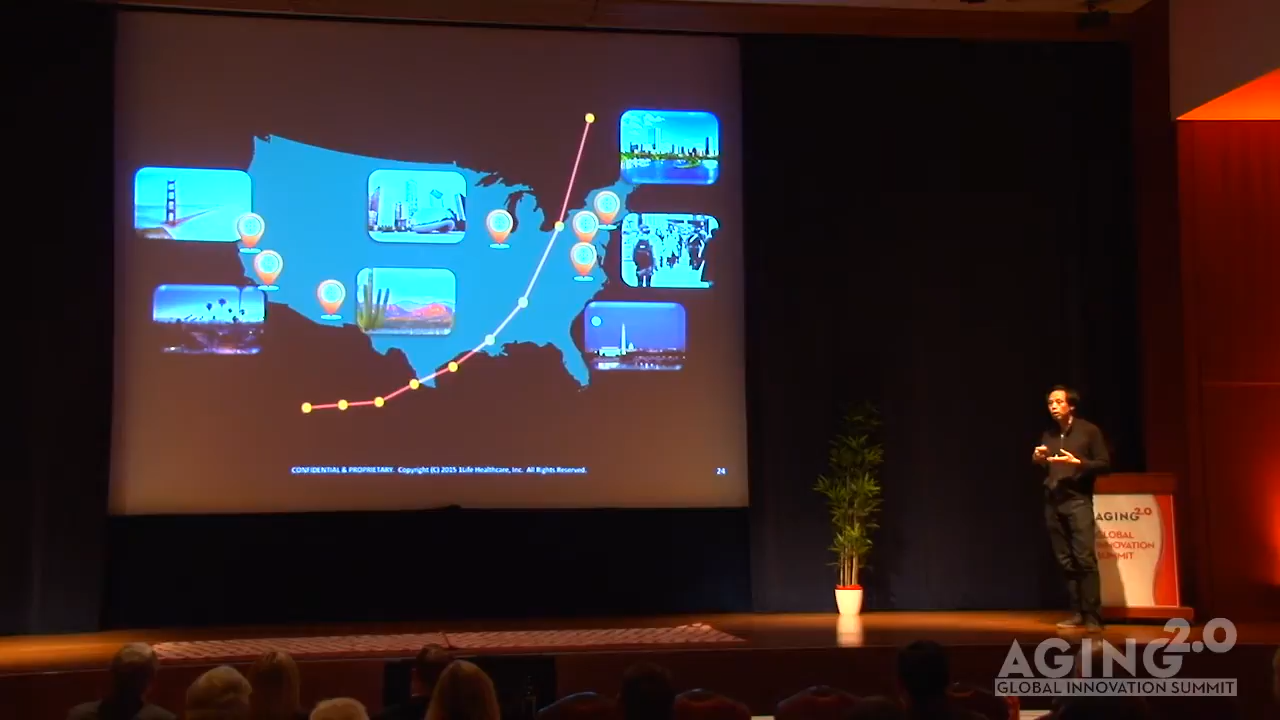 CONFIDENTIAL & PROPRIETARY. Copyright (C) 2015 1Life Healthcare, Inc. All Rights Reserved.
24
AGING2.0
GLOBAL
INNOVATION
SUMMIT
AGING2.0
GLOBAL INNOVATION SUMMIT